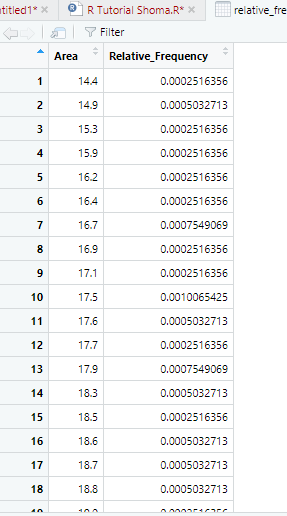 ntitled1* × R Tutorial Shoma.R* × relative_fre
Filter
Area Relative_Frequency
1 14.4 0.0002516356
2 14.9 0.0005032713
3 15.3 0.0002516356
4 15.9 0.0002516356
5 16.2 0.0002516356
6 16.4 0.0002516356
7 16.7 0.0007549069
8 16.9 0.0002516356
9 17.1 0.0002516356
10 17.5 0.0010065425
11 17.6 0.0005032713
12 17.7 0.0002516356
13 17.9 0.0007549069
14 18.3 0.0005032713
15 18.5 0.0002516356
16 18.6 0.0005032713
17 18.7 0.0005032713
18 18.8 0.0005032713